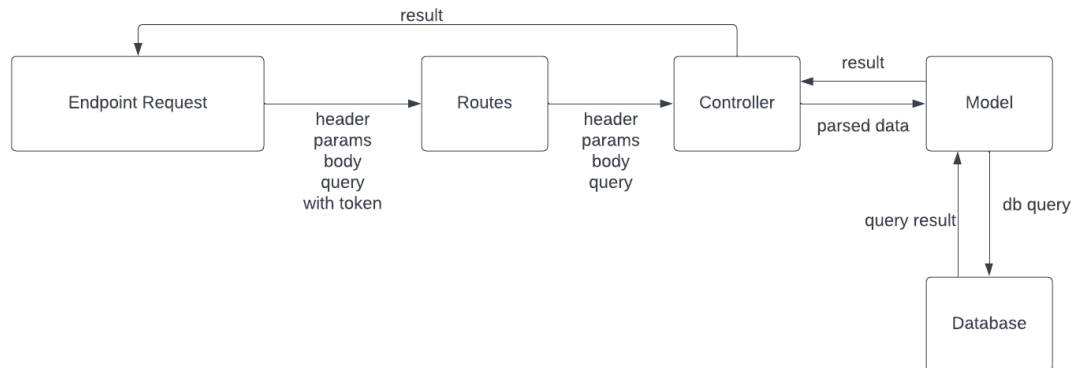 result
Endpoint Request
header
params
body
query
with token
Routes
header
params
body
query
Controller
result
parsed data
Model
query result
db query
Database